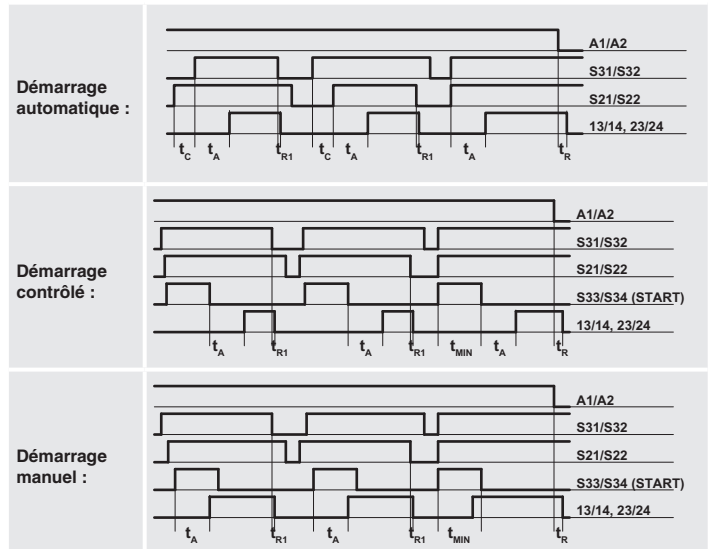 Démarrage
automatique :
A1/A2
S31/S32
S21/S22
13/14, 23/24
tC tA tR1 tC tA tR1 tA tR
Démarrage
contrôlé :
A1/A2
S31/S32
S21/S22
S33/S34 (START)
13/14, 23/24
tA tR1 tA tR1 tMIN tA tR
Démarrage
manuel :
A1/A2
S31/S32
S21/S22
S33/S34 (START)
13/14, 23/24
tA tR1 tA tR1 tMIN tR